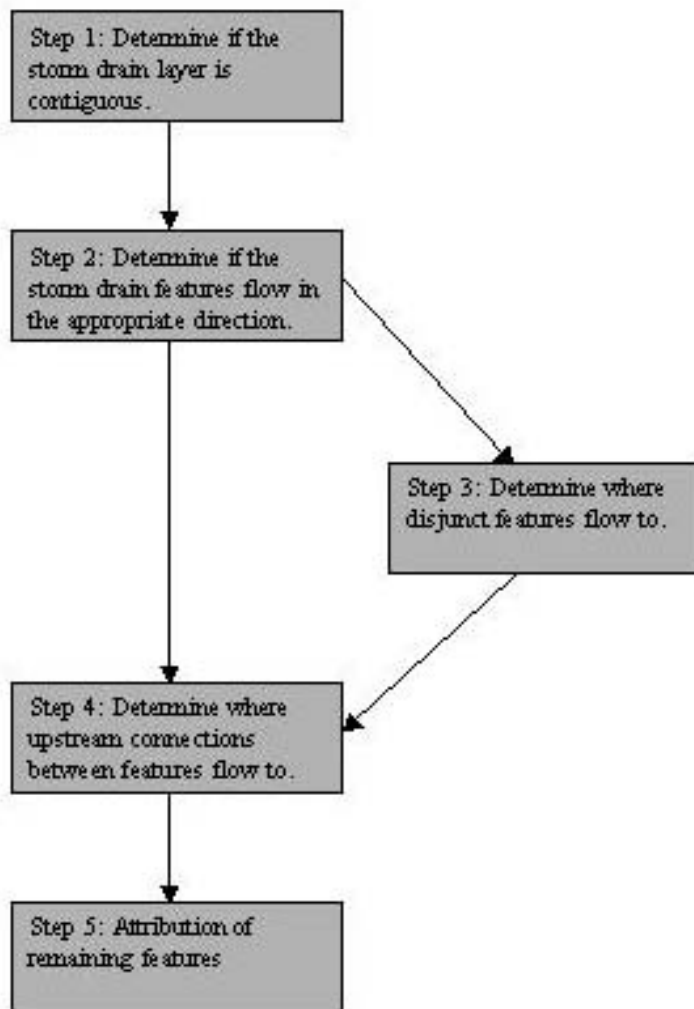 Step 1: Determine if the
storm drain layer is
contiguous.
Step 2: Determine if the
storm drain features flow in
the appropriate direction.
Step 3: Determine where
disjunct features flow to.
Step 4: Determine where
upstream connections
between features flow to.
Step 5: Attribution of
remaining features